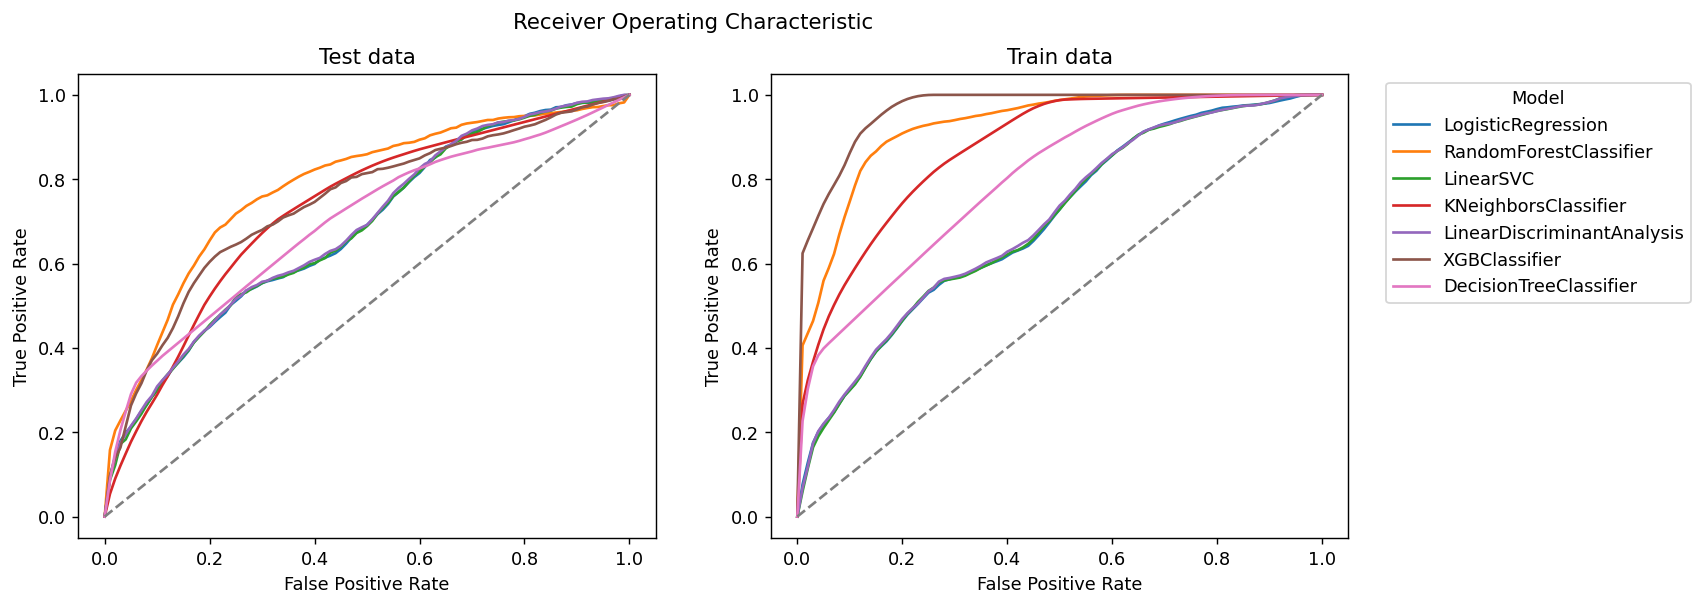 Receiver Operating Characteristic
Test data
1.0
0.8
0.6
0.4
0.2
0.0
True Positive Rate
0.0 0.2 0.4 0.6 0.8 1.0
False Positive Rate
Train data
1.0
0.8
0.6
0.4
0.2
0.0
True Positive Rate
0.0 0.2 0.4 0.6 0.8 1.0
False Positive Rate
Model
LogisticRegression
RandomForestClassifier
LinearSVC
KNeighborsClassifier
LinearDiscriminantAnalysis
XGBClassifier
DecisionTreeClassifier